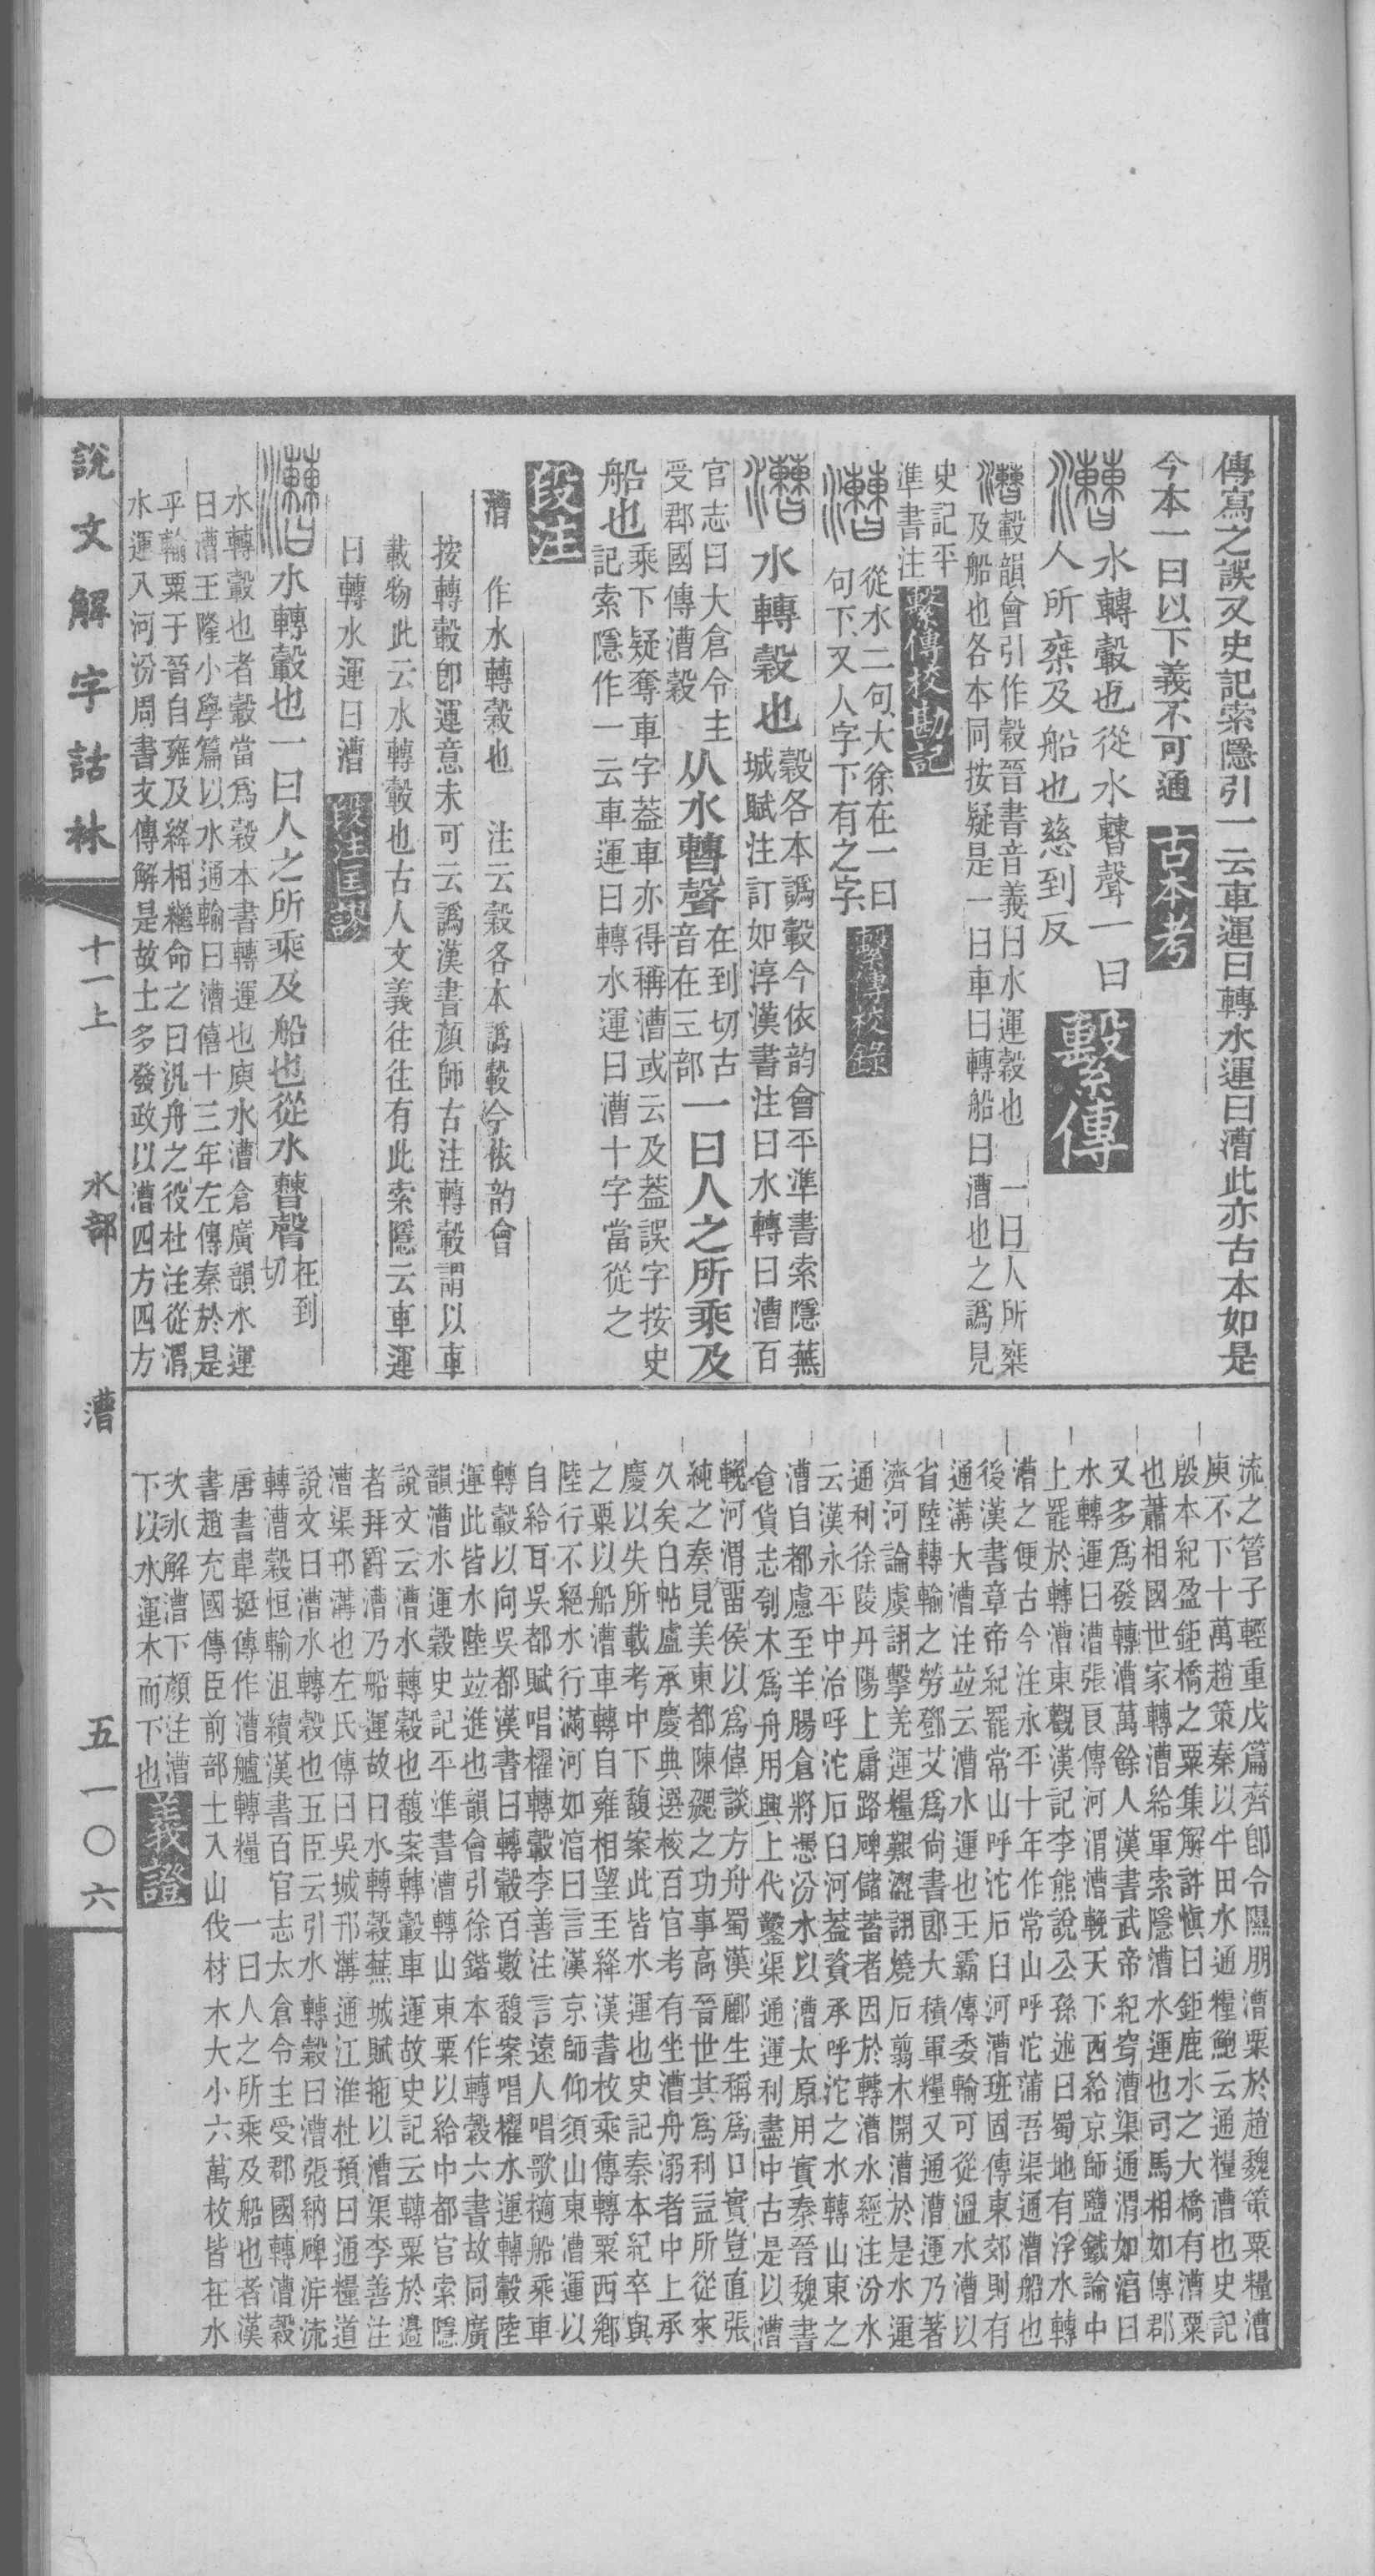 傳寫之誤又史記索隱引一云車運曰轉水運曰漕此亦古本如是
今本一曰以下義不可通 古本考
水轉轂也從水㯥聲一曰
人所椉及船也慈到反 繫傳
漕 轂韻會引作穀晉書音義曰水運穀也 一曰人所椉
及船也各本同按疑是一曰車曰轉船曰漕也之譌見
史記平
準書注 繫傳校勘記
從水二句大徐在一曰
句下又人字下有之字 繫傳校錄
水轉穀也 穀各本譌轂今依韵會平準書索隱蕪
城賦注訂如淳漢書注曰水轉曰漕百
官志曰大倉令主
受郡國傳漕穀 从水㯥聲 在到切古
音在三部 一曰人之所乘及
船也 乘下疑奪車字葢車亦得稱漕或云及葢誤字按史
記索隱作一云車運曰轉水運曰漕十字當從之
段注
漕 作水轉穀也 注云穀各本譌轂今依韵會
按轉轂卽運意未可云譌漢書顏師古注轉轂謂以車
載物此云水轉轂也古人文義往往有此索隱云車運
曰轉水運曰漕 段注匡謬
水轉轂也一曰人之所乘及船也從水㯥聲 在到
切
水轉轂也者轂當爲穀本書轉運也庾水漕倉廣韻水運
曰漕王隆小學篇以水通輸曰漕僖十三年左傳秦於是
乎輸粟于晉自雍及絳相繼命之曰汎舟之役杜注從渭
水運入河汾周書文傳解是故土多發政以漕四方四方
流之管子輕重戊篇齊卽令隰朋漕粟於趙魏策粟糧漕
庾不下十萬趙策秦以牛田水通糧鮑云通糧漕也史記
殷本紀盈鉅橋之粟集解許愼曰鉅鹿水之大橋有漕粟
也蕭相國世家轉漕給軍索隱漕水運也司馬相如傳郡
又多爲發轉漕萬餘人漢書武帝紀穿漕渠通渭如湻曰
水轉運曰漕張良傳河渭漕輓天下西給京師鹽鐵論中
上罷於轉漕東觀漢記李熊說公孫述曰蜀地有浮水轉
漕之便古今注永平十年作常山呼沱蒲吾渠通漕船也
後漢書章帝紀罷常山呼沱石臼河漕班固傳東郊則有
通溝大漕注竝云漕水運也王霸傳委輸可從溫水漕以
省陸轉輸之勞鄧艾爲尙書郎大積軍糧又通漕運乃著
濟河論虞詡擊羌運糧艱澀詡燒石翦木開漕於是水運
通利徐陵丹陽上庸路碑儲蓄者因於轉漕水經注汾水
云漢永平中治呼沱石臼河葢資承呼沱之水轉山東之
漕自都慮至羊腸倉將憑汾水以漕太原用實秦晉魏書
食貨志刳木爲舟用興上代鑿渠通運利盡中古是以漕
輓河渭畱侯以爲偉談方舟蜀漢酈生稱爲口實豈直張
純之奏見美東都陳勰之功事高晉世其爲利益所從來
久矣白帖盧承慶典選校百官考有坐漕舟溺者中上承
慶以失所載考中下馥案此皆水運也史記秦本紀卒與
之粟以船漕車轉自雍相望至絳漢書枚乘傳轉粟西鄉
陸行不絕水行滿河如湻曰言漢京師仰須山東漕運以
自給耳吳都賦唱櫂轉轂李善注言遠人唱歌檛船乘車
轉轂以向吳都漢書曰轉轂百數馥案唱櫂水運轉轂陸
運此皆水陸竝進也韻會引徐鍇本作轉穀六書故同廣
韻漕水運穀史記平準書漕轉山東粟以給中都官索隱
說文云漕水轉穀也馥案轉轂車運故史記云轉粟於邊
者拜爵漕乃船運故曰水轉穀蕪城賦拖以漕渠李善注
漕渠邗溝也左氏傳曰吳城邗溝通江淮杜預曰通糧道
說文曰漕水轉穀也五臣云引水轉穀曰漕張納碑泝流
轉漕穀恒輸沮續漢書百官志太倉令主受郡國轉漕穀
唐書韋挺傳作漕艫轉糧 一曰人之所乘及船也者漢
書趙充國傳臣前部士入山伐材木大小六萬枚皆在水
次冰解漕下顏注漕
下以水運木而下也 義證
說文解字詁林 十一上 水部 漕 五一〇六